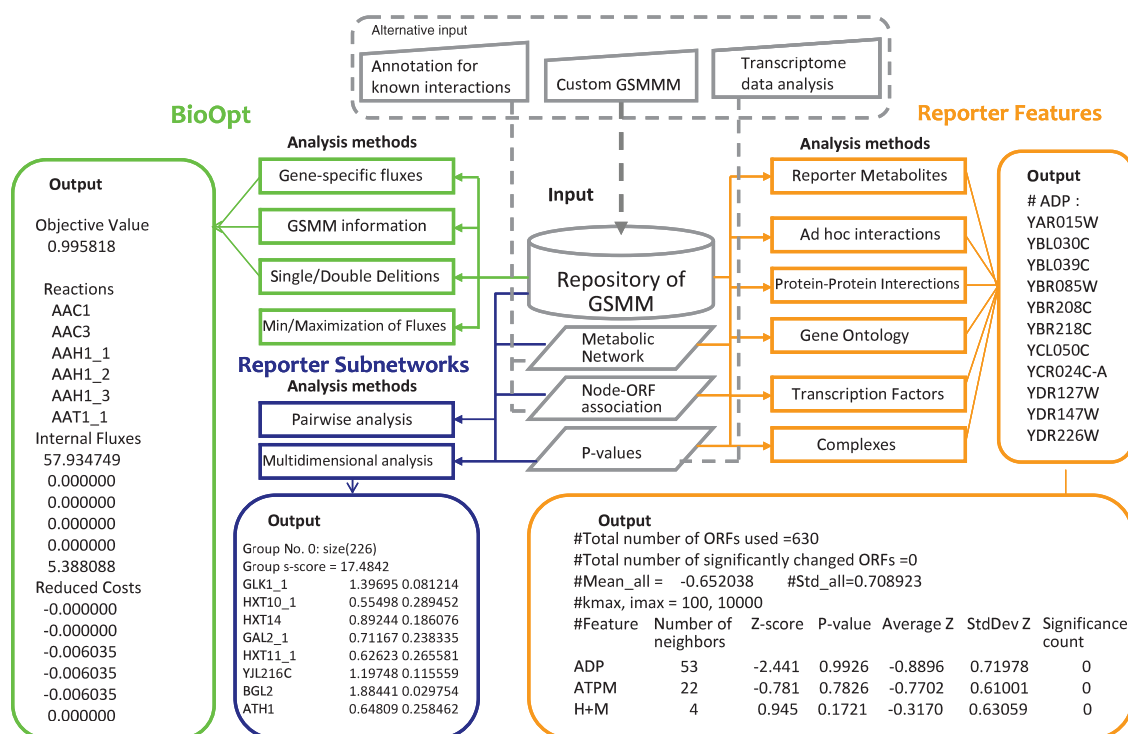 Alternative input
Annotation for
known interactions
Custom GSMMM
Transcriptome
data analysis
BioOpt
Reporter Features
Analysis methods
Gene-specific fluxes
GSMM information
Single/Double Delitions
Min/Maximization of Fluxes
Output
Objective Value
0.995818
Reactions
AAC1
AAC3
AAH1_1
AAH1_2
AAH1_3
AAT1_1
Internal Fluxes
57.934749
0.000000
0.000000
0.000000
0.000000
5.388088
Reduced Costs
-0.000000
-0.000000
-0.006035
-0.006035
-0.006035
0.000000
Input
Repository of
GSMM
Metabolic
Network
Node-ORF
association
P-values
Reporter Subnetworks
Analysis methods
Pairwise analysis
Multidimensional analysis
Output
Group No. 0: size(226)
Group s-score = 17.4842
GLK1_1 1.39695 0.081214
HXT10_1 0.55498 0.289452
HXT14 0.89244 0.186076
GAL2_1 0.71167 0.238335
HXT11_1 0.62623 0.265581
YJL216C 1.19748 0.115559
BGL2 1.88441 0.029754
ATH1 0.64809 0.258462
Analysis methods
Reporter Metabolites
Ad hoc interactions
Protein-Protein Interections
Gene Ontology
Transcription Factors
Complexes
Output
# ADP :
YAR015W
YBL030C
YBL039C
YBR085W
YBR208C
YBR218C
YCL050C
YCR024C-A
YDR127W
YDR147W
YDR226W
Output
#Total number of ORFs used =630
#Total number of significantly changed ORFs =0
#Mean_all = -0.652038 #Std_all=0.708923
#kmax, imax = 100, 10000
#Feature Number of neighbors Z-score P-value Average Z StdDev Z Significance count
ADP 53 -2.441 0.9926 -0.8896 0.71978 0
ATPM 22 -0.781 0.7826 -0.7702 0.61001 0
H+M 4 0.945 0.1721 -0.3170 0.63059 0